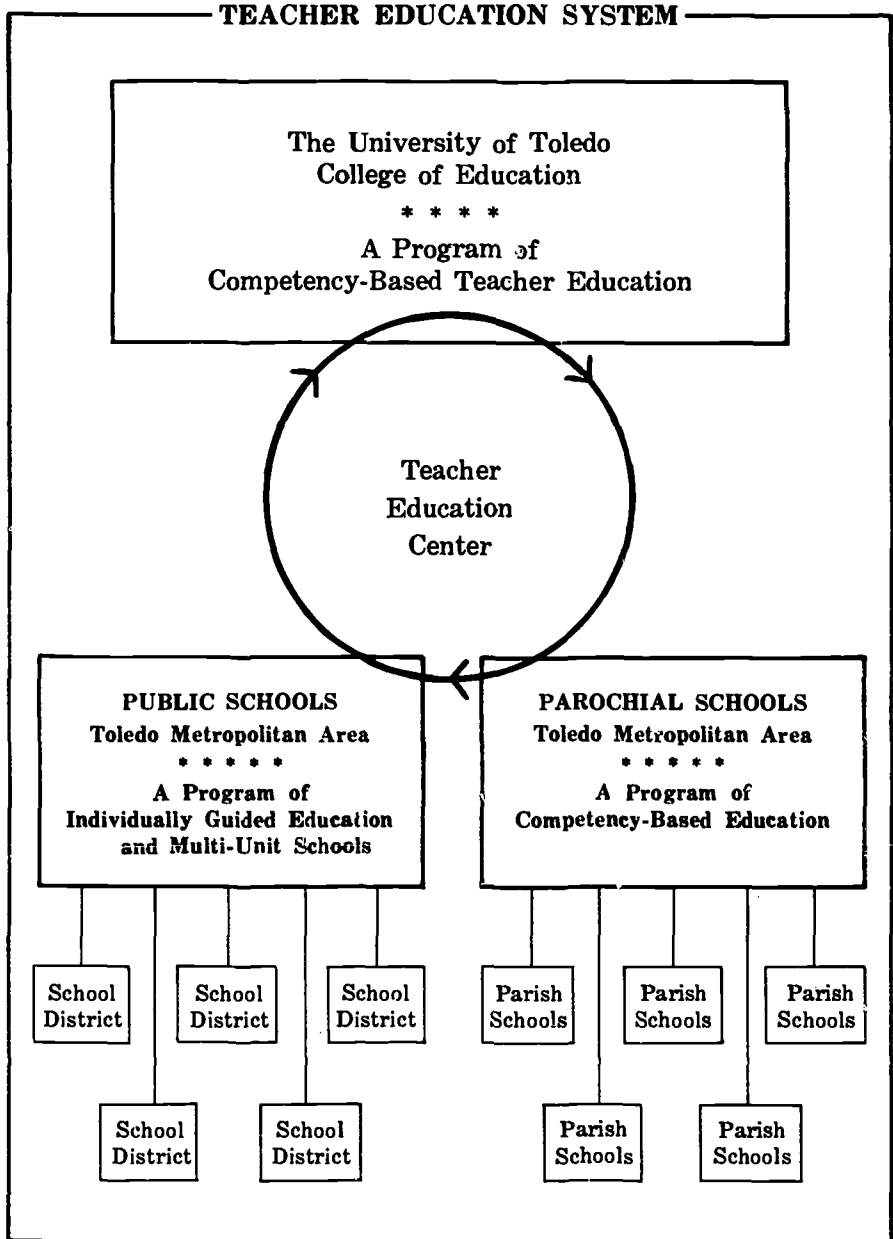 TEACHER EDUCATION SYSTEM
The University of Toledo
College of Education
* * * *
A Program of
Competency-Based Teacher Education
Teacher
Education
Center
PUBLIC SCHOOLS
Toledo Metropolitan Area
* * * * *
A Program of
Individually Guided Education
and Multi-Unit Schools
PAROCHIAL SCHOOLS
Toledo Metropolitan Area
* * * * *
A Program of
Competency-Based Education
School
District
School
District
School
District
School
District
School
District
Parish
Schools
Parish
Schools
Parish
Schools
Parish
Schools
Parish
Schools